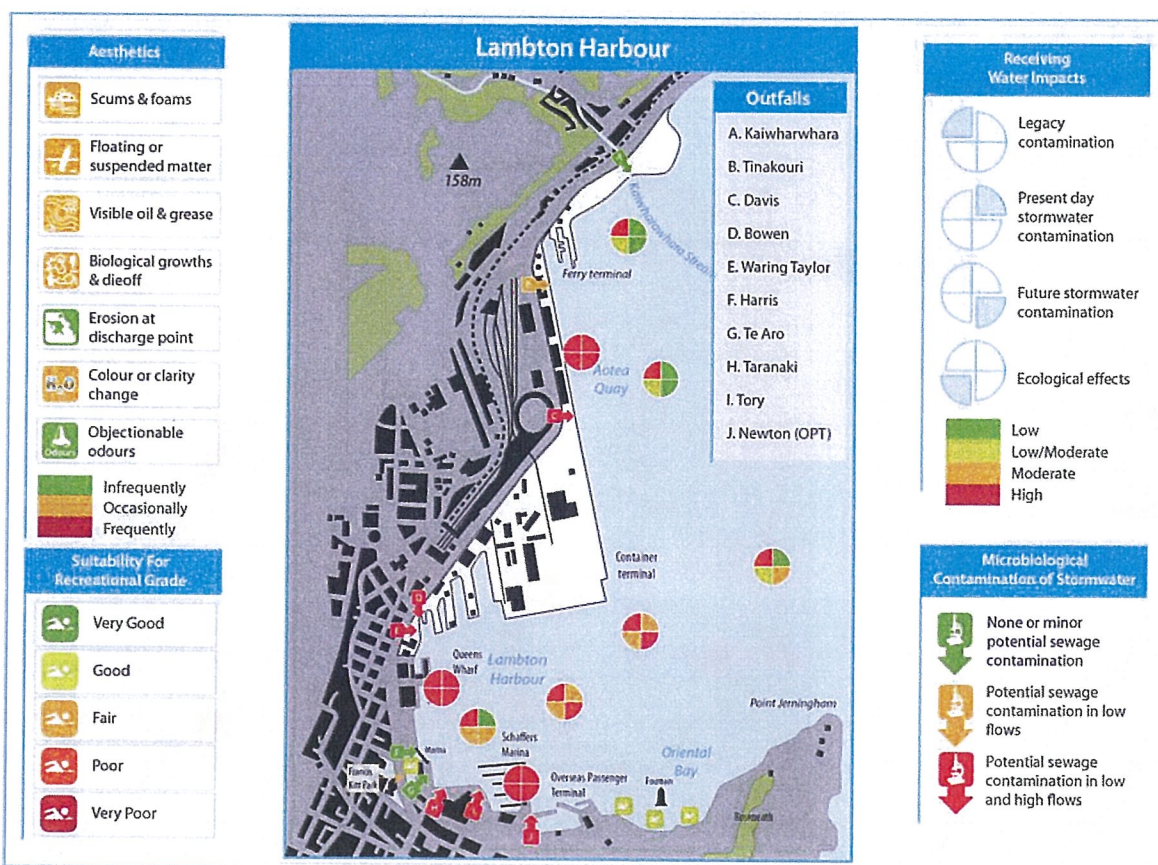 Aesthetics
Scums & foams
Floating or
suspended matter
Visible oil & grease
Biological growths
& dieoff
Erosion at
discharge point
Colour or clarity
change
Odours
Objectionable
odours
Infrequently
Occasionally
Frequently
Suitability For
Recreational Grade
Very Good
Good
Fair
Poor
Very Poor
Lambton Harbour
158m
Ferry terminal
Aotea
Quay
Container
terminal
Queens
Wharf
Lambton
Harbour
Marina
Schaffers
Marina
Overseas Passenger
Terminal
Fountain
Oriental
Bay
Point Jerningham
Roseneath
H
J
Outfalls
A. Kaiwharwhara
B. Tinakouri
C. Davis
D. Bowen
E. Waring Taylor
F. Harris
G. Te Aro
H. Taranaki
I. Tory
J. Newton (OPT)
Receiving
Water Impacts
Legacy
contamination
Present day
stormwater
contamination
Future stormwater
contamination
Ecological effects
Low
Low/Moderate
Moderate
High
Microbiological
Contamination of Stormwater
None or minor
potential sewage
contamination
Potential sewage
contamination in low
flows
Potential sewage
contamination in low
and high flows